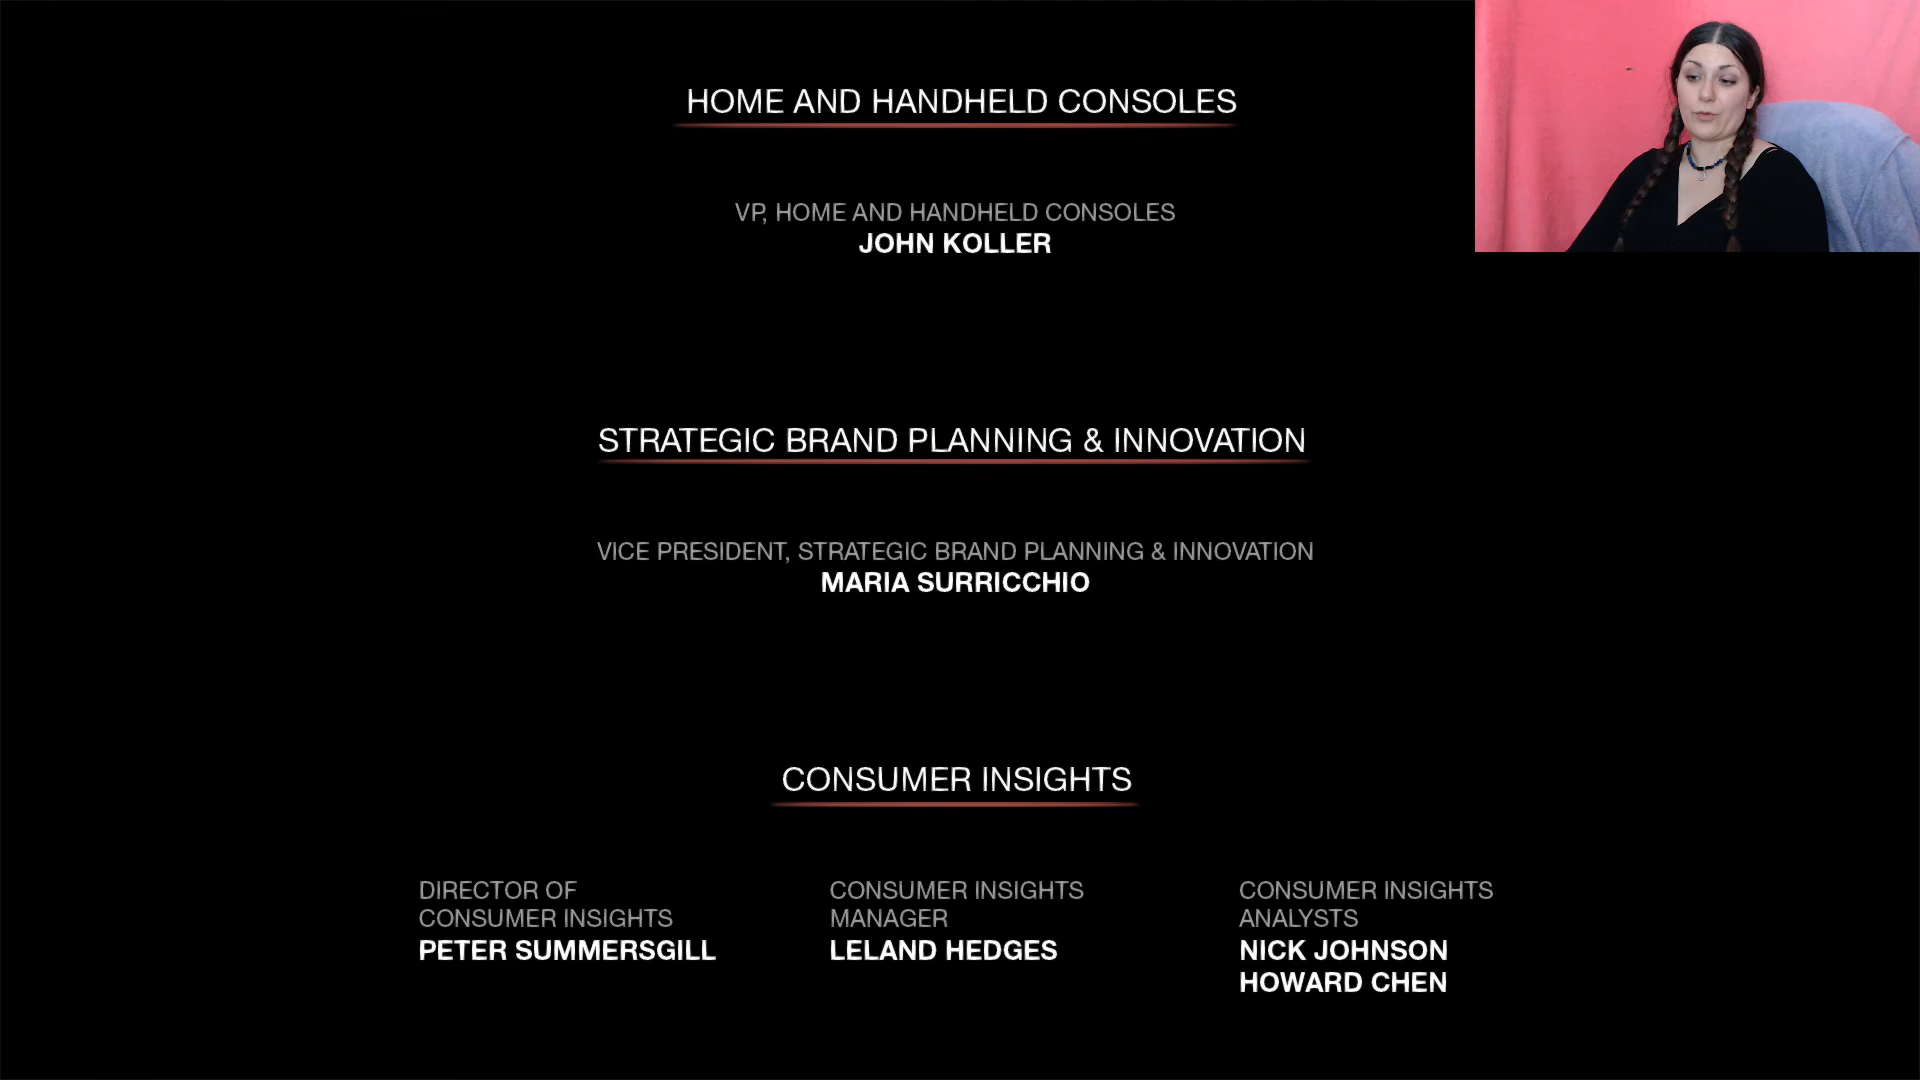 HOME AND HANDHELD CONSOLES
VP, HOME AND HANDHELD CONSOLES
JOHN KOLLER
STRATEGIC BRAND PLANNING & INNOVATION
VICE PRESIDENT, STRATEGIC BRAND PLANNING & INNOVATION
MARIA SURRICCHIO
CONSUMER INSIGHTS
DIRECTOR OF
CONSUMER INSIGHTS
PETER SUMMERSGILL
CONSUMER INSIGHTS
MANAGER
LELAND HEDGES
CONSUMER INSIGHTS
ANALYSTS
NICK JOHNSON
HOWARD CHEN